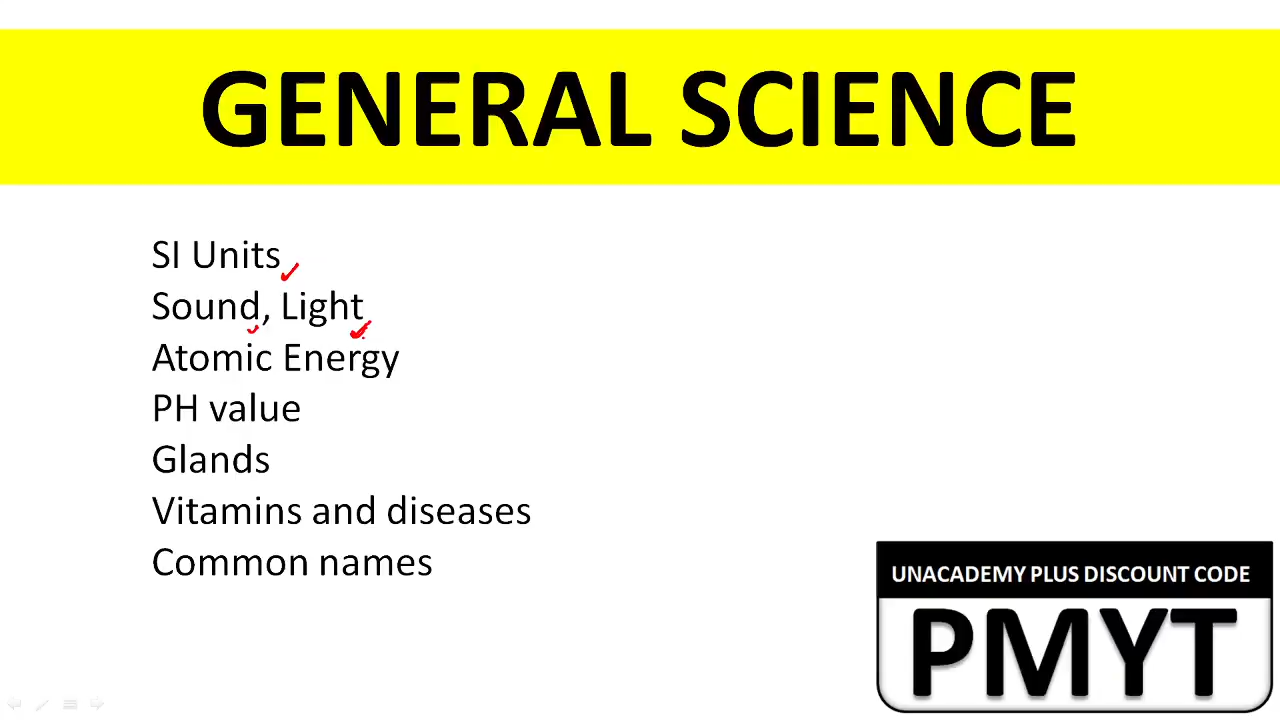 GENERAL SCIENCE
SI Units
Sound, Light
Atomic Energy
PH value
Glands
Vitamins and diseases
Common names
UNACADEMY PLUS DISCOUNT CODE
PMYT